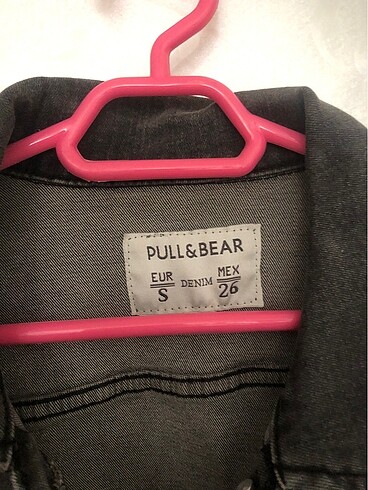 PULL&BEAR
EUR DENIM MEX
S 26